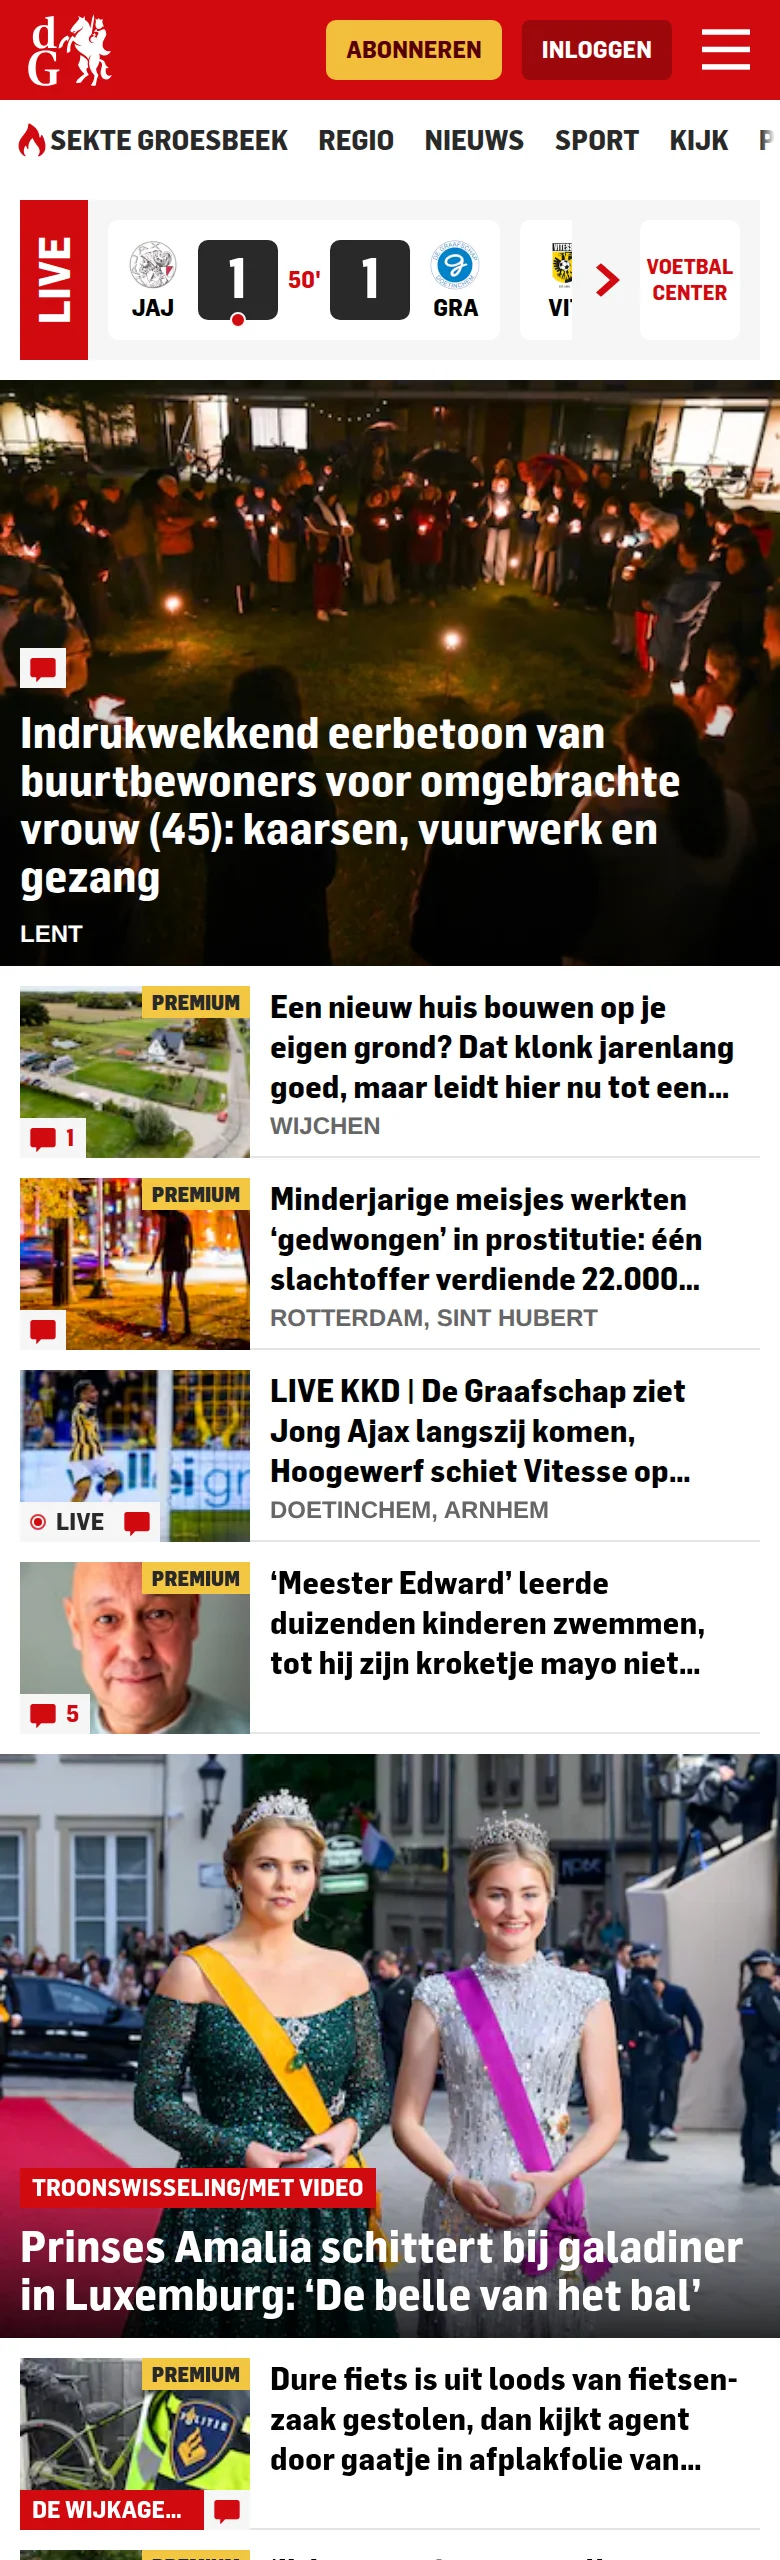 dG
ABONNEREN
INLOGGEN
SEKTE GROESBEEK REGIO NIEUWS SPORT KIJK P
LIVE
JAJ
1
50'
1
GRA
VITESSE
VIT
VOETBAL
CENTER
Indrukwekkend eerbetoon van
buurtbewoners voor omgebrachte
vrouw (45): kaarsen, vuurwerk en
gezang
LENT
PREMIUM
1
Een nieuw huis bouwen op je
eigen grond? Dat klonk jarenlang
goed, maar leidt hier nu tot een...
WIJCHEN
PREMIUM
Minderjarige meisjes werkten
‘gedwongen’ in prostitutie: één
slachtoffer verdiende 22.000...
ROTTERDAM, SINT HUBERT
LIVE
LIVE KKD | De Graafschap ziet
Jong Ajax langszij komen,
Hoogewerf schiet Vitesse op...
DOETINCHEM, ARNHEM
PREMIUM
5
‘Meester Edward’ leerde
duizenden kinderen zwemmen,
tot hij zijn kroketje mayo niet...
TROONSWISSELING/MET VIDEO
Prinses Amalia schittert bij galadiner
in Luxemburg: ‘De belle van het bal’
PREMIUM
POLITIE
DE WIJKAGE...
Dure fiets is uit loods van fietsen-
zaak gestolen, dan kijkt agent
door gaatje in afplakfolie van...